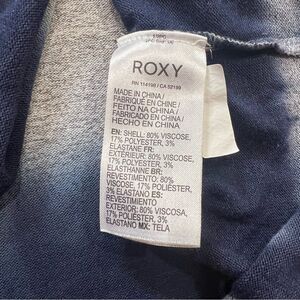 ROXY
RN 114198 / CA 52199
MADE IN CHINA /
FABRIQUÉ EN CHINE /
FEITO NA CHINA /
FABRICADO EN CHINA /
HECHO EN CHINA
EN: SHELL: 80% VISCOSE,
17% POLYESTER, 3%
ELASTANE FR:
EXTÉRIEUR: 80% VISCOSE,
17% POLYESTER, 3%
ÉLASTHANNE BR:
REVESTIMENTO: 80%
VISCOSE, 17% POLIÉSTER,
3% ELASTANO ES:
REVESTIMIENTO
EXTERIOR: 80% VISCOSA,
17% POLIÉSTER, 3%
ELASTANO MX: TELA